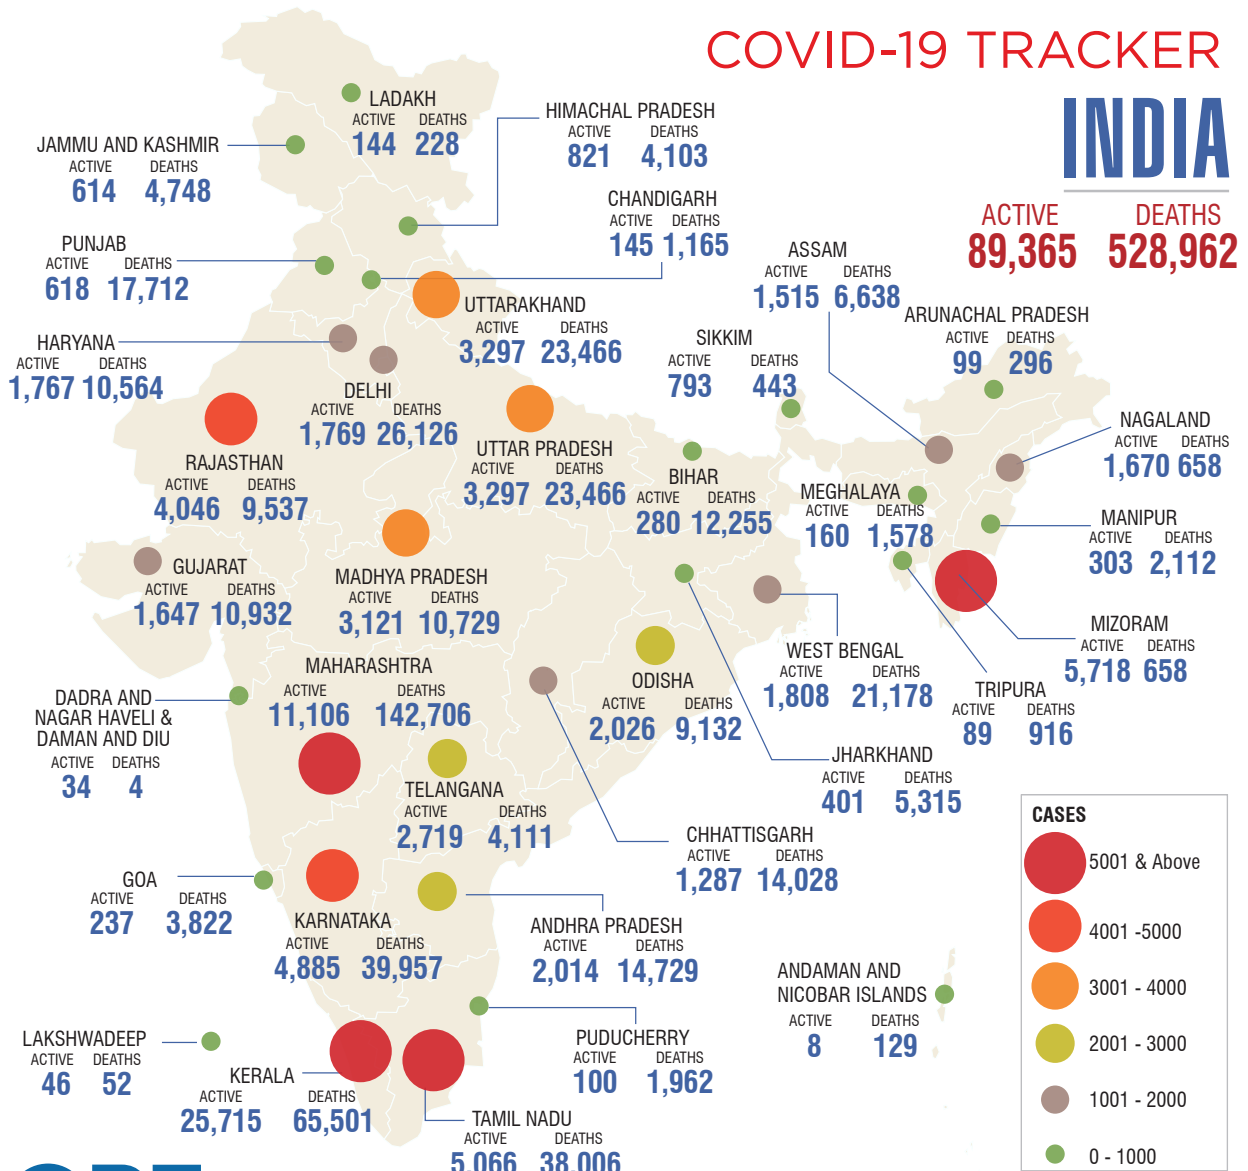 COVID-19 TRACKER
INDIA
ACTIVE DEATHS
89,365 528,962
LADAKH
ACTIVE DEATHS
144 228
HIMACHAL PRADESH
ACTIVE DEATHS
821 4,103
JAMMU AND KASHMIR
ACTIVE DEATHS
614 4,748
CHANDIGARH
ACTIVE DEATHS
145 1,165
PUNJAB
ACTIVE DEATHS
618 17,712
ASSAM
ACTIVE DEATHS
1,515 6,638
UTTARAKHAND
ACTIVE DEATHS
3,297 23,466
ARUNACHAL PRADESH
ACTIVE DEATHS
99 296
HARYANA
ACTIVE DEATHS
1,767 10,564
SIKKIM
ACTIVE DEATHS
793 443
DELHI
ACTIVE DEATHS
1,769 26,126
NAGALAND
ACTIVE DEATHS
1,670 658
UTTAR PRADESH
ACTIVE DEATHS
3,297 23,466
RAJASTHAN
ACTIVE DEATHS
4,046 9,537
BIHAR
ACTIVE DEATHS
280 12,255
MEGHALAYA
ACTIVE DEATHS
160 1,578
MANIPUR
ACTIVE DEATHS
303 2,112
GUJARAT
ACTIVE DEATHS
1,647 10,932
MADHYA PRADESH
ACTIVE DEATHS
3,121 10,729
MIZORAM
ACTIVE DEATHS
5,718 658
WEST BENGAL
ACTIVE DEATHS
1,808 21,178
MAHARASHTRA
ACTIVE DEATHS
11,106 142,706
ODISHA
ACTIVE DEATHS
2,026 9,132
DADRA AND
NAGAR HAVELI &
DAMAN AND DIU
ACTIVE DEATHS
34 4
TRIPURA
ACTIVE DEATHS
89 916
JHARKHAND
ACTIVE DEATHS
401 5,315
TELANGANA
ACTIVE DEATHS
2,719 4,111
CHHATTISGARH
ACTIVE DEATHS
1,287 14,028
GOA
ACTIVE DEATHS
237 3,822
KARNATAKA
ACTIVE DEATHS
4,885 39,957
ANDHRA PRADESH
ACTIVE DEATHS
2,014 14,729
ANDAMAN AND
NICOBAR ISLANDS
ACTIVE DEATHS
8 129
LAKSHWADEEP
ACTIVE DEATHS
46 52
PUDUCHERRY
ACTIVE DEATHS
100 1,962
KERALA
ACTIVE DEATHS
25,715 65,501
TAMIL NADU
ACTIVE DEATHS
5,066 38,006
CASES
5001 & Above
4001 -5000
3001 - 4000
2001 - 3000
1001 - 2000
0 - 1000